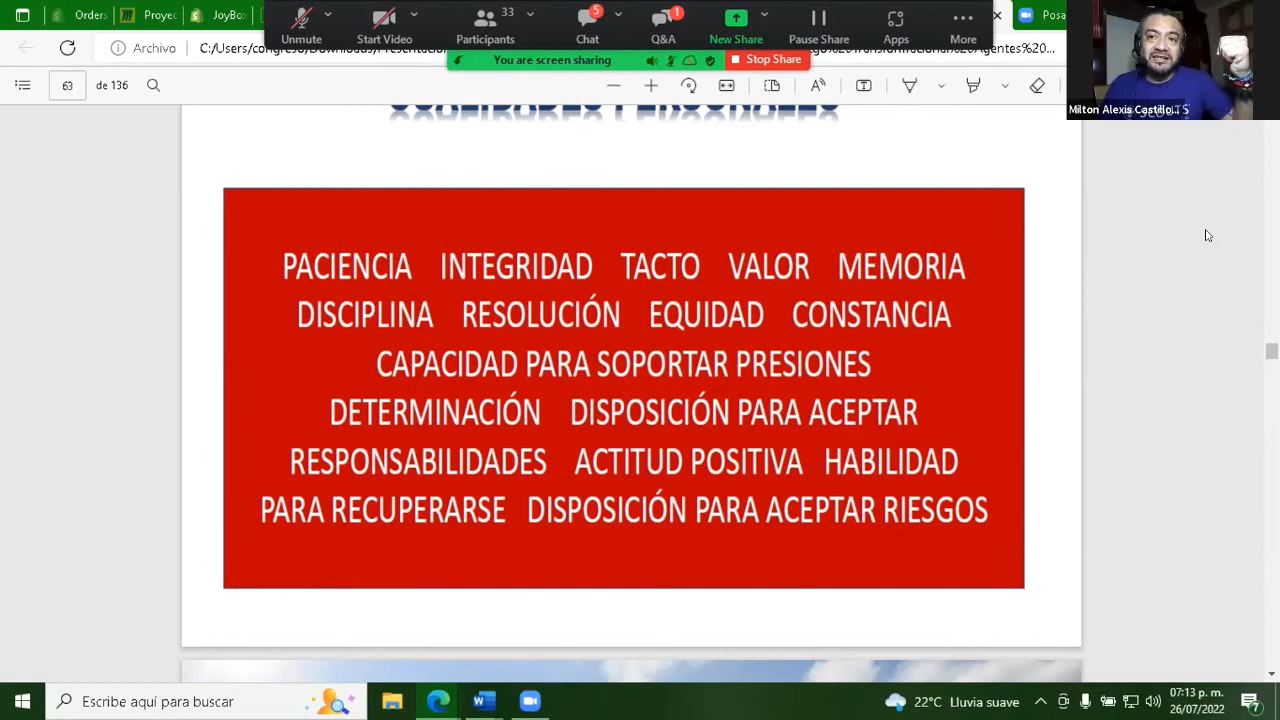 Orders
Proyec
JoyBox
Posa
Unmute
Start Video
33
Participants
5
Chat
1
Q&A
New Share
Pause Share
Apps
More
You are screen sharing
Stop Share
Archivo
63
de 136
Milton Alexis Castillo...
PACIENCIA INTEGRIDAD TACTO VALOR MEMORIA
DISCIPLINA RESOLUCIÓN EQUIDAD CONSTANCIA
CAPACIDAD PARA SOPORTAR PRESIONES
DETERMINACIÓN DISPOSICIÓN PARA ACEPTAR
RESPONSABILIDADES ACTITUD POSITIVA HABILIDAD
PARA RECUPERARSE DISPOSICIÓN PARA ACEPTAR RIESGOS
Escribe aquí para buscar
22°C Lluvia suave
07:13 p. m.
26/07/2022
7